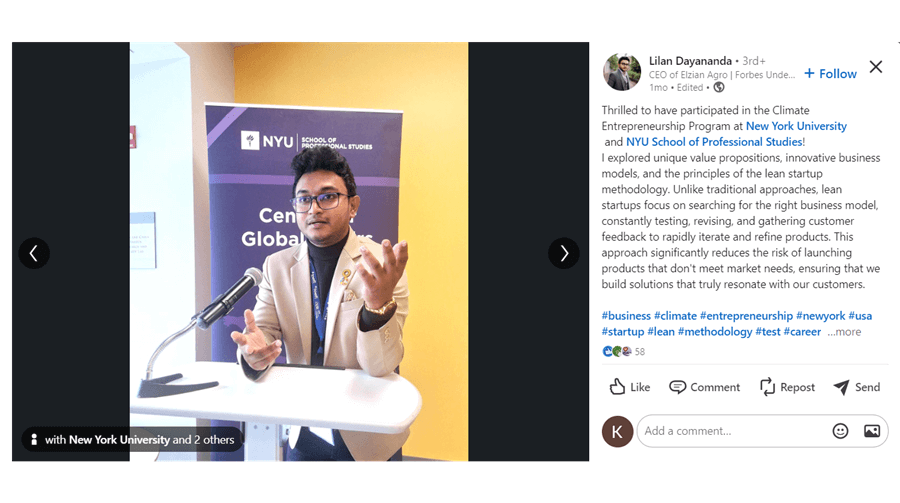 NYU SCHOOL OF
PROFESSIONAL STUDIES
Global
with New York University and 2 others
Lilan Dayananda • 3rd+
CEO of Elzian Agro | Forbes Unde...
1mo • Edited •
+ Follow
Thrilled to have participated in the Climate
Entrepreneurship Program at New York University
and NYU School of Professional Studies!
I explored unique value propositions, innovative business
models, and the principles of the lean startup
methodology. Unlike traditional approaches, lean
startups focus on searching for the right business model,
constantly testing, revising, and gathering customer
feedback to rapidly iterate and refine products. This
approach significantly reduces the risk of launching
products that don't meet market needs, ensuring that we
build solutions that truly resonate with our customers.
#business #climate #entrepreneurship #newyork #usa
#startup #lean #methodology #test #career ...more
58
Like Comment Repost Send
K Add a comment...